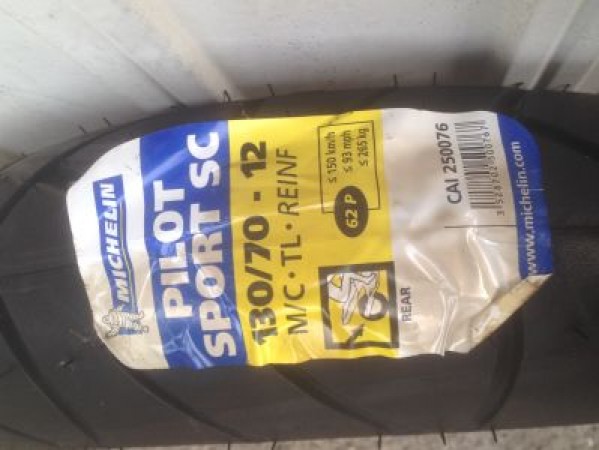 MICHELIN
PILOT
SPORT SC
130/70 - 12
M/C · TL · REINF
≤ 150 km/h
≤ 93 mph
≤ 265 kg
62 P
REAR
CAI 250076
www.michelin.com